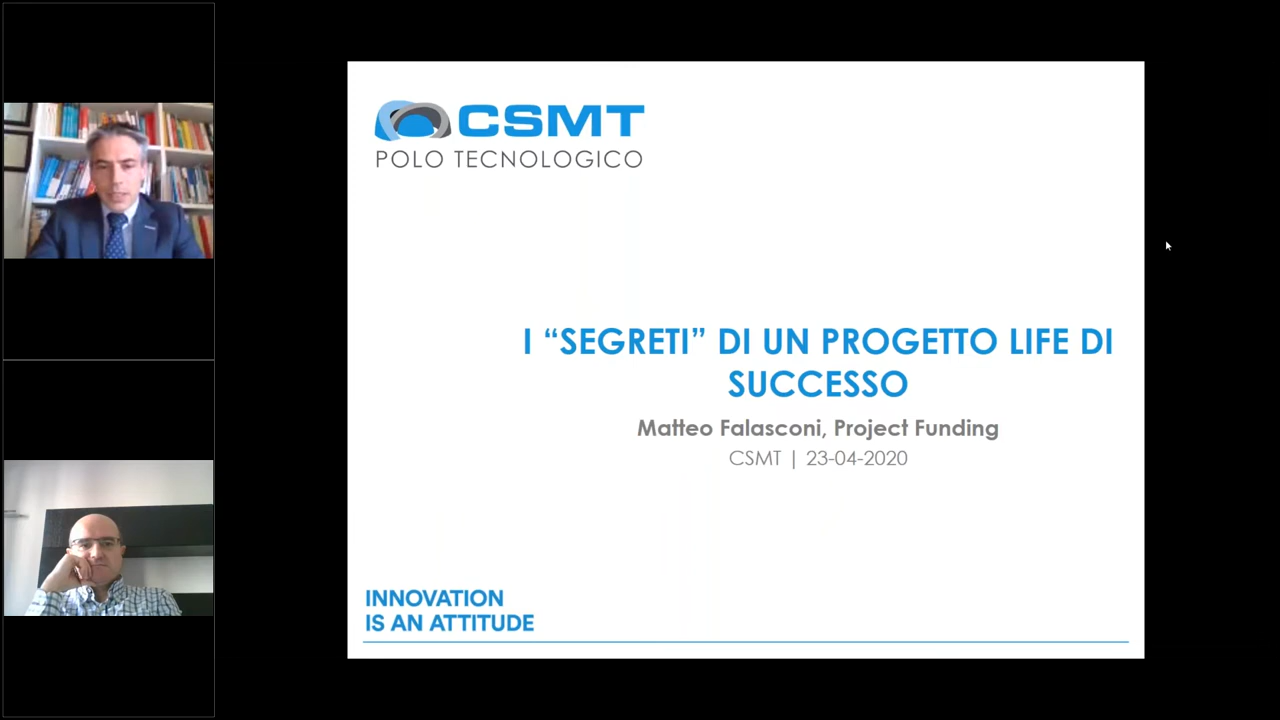 CSMT
POLO TECNOLOGICO
I “SEGRETI” DI UN PROGETTO LIFE DI
SUCCESSO
Matteo Falasconi, Project Funding
CSMT | 23-04-2020
INNOVATION
IS AN ATTITUDE